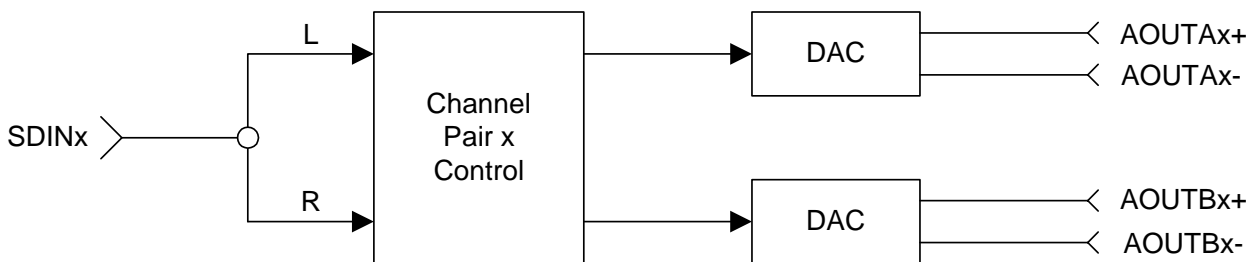 L
SDINx
R
Channel
Pair x
Control
DAC
AOUTAx+
AOUTAx-
DAC
AOUTBx+
AOUTBx-